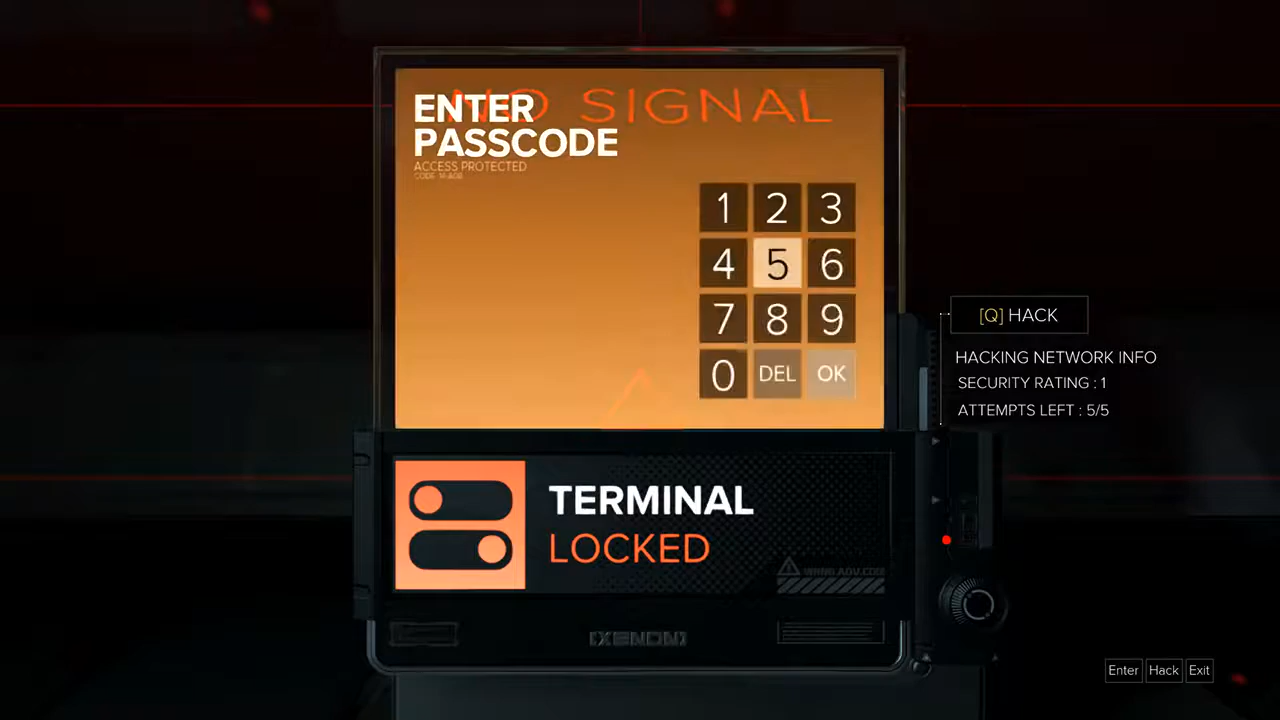 NO SIGNAL
ENTER
PASSCODE
ACCESS PROTECTED
1 2 3
4 5 6
7 8 9
0 DEL OK
[Q] HACK
HACKING NETWORK INFO
SECURITY RATING : 1
ATTEMPTS LEFT : 5/5
TERMINAL
LOCKED
[XENON]
Enter Hack Exit